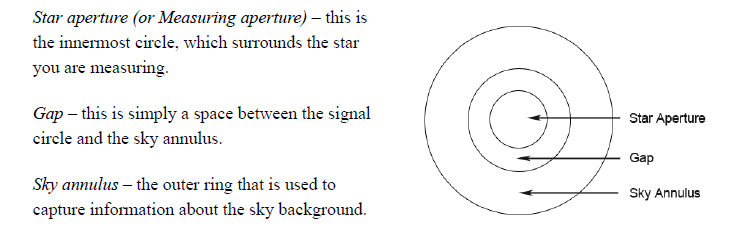 Star aperture (or Measuring aperture) – this is
the innermost circle, which surrounds the star
you are measuring.
Gap – this is simply a space between the signal
circle and the sky annulus.
Sky annulus – the outer ring that is used to
capture information about the sky background.
Star Aperture
Gap
Sky Annulus